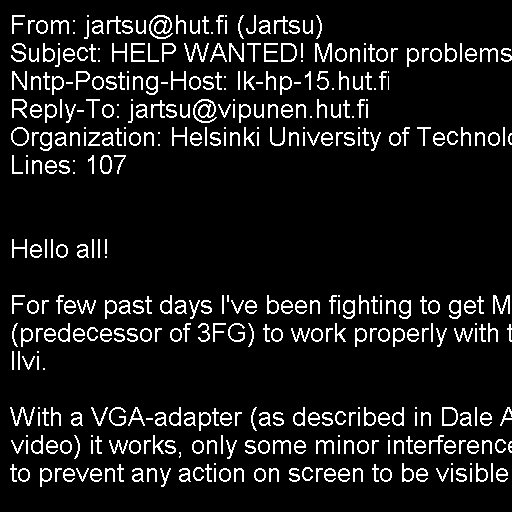 From: jartsu@hut.fi (Jartsu)
Subject: HELP WANTED! Monitor problems
Nntp-Posting-Host: lk-hp-15.hut.fi
Reply-To: jartsu@vipunen.hut.fi
Organization: Helsinki University of Technolo
Lines: 107
Hello all!
For few past days I've been fighting to get M
(predecessor of 3FG) to work properly with t
IIvi.
With a VGA-adapter (as described in Dale A
video) it works, only some minor interference
to prevent any action on screen to be visible